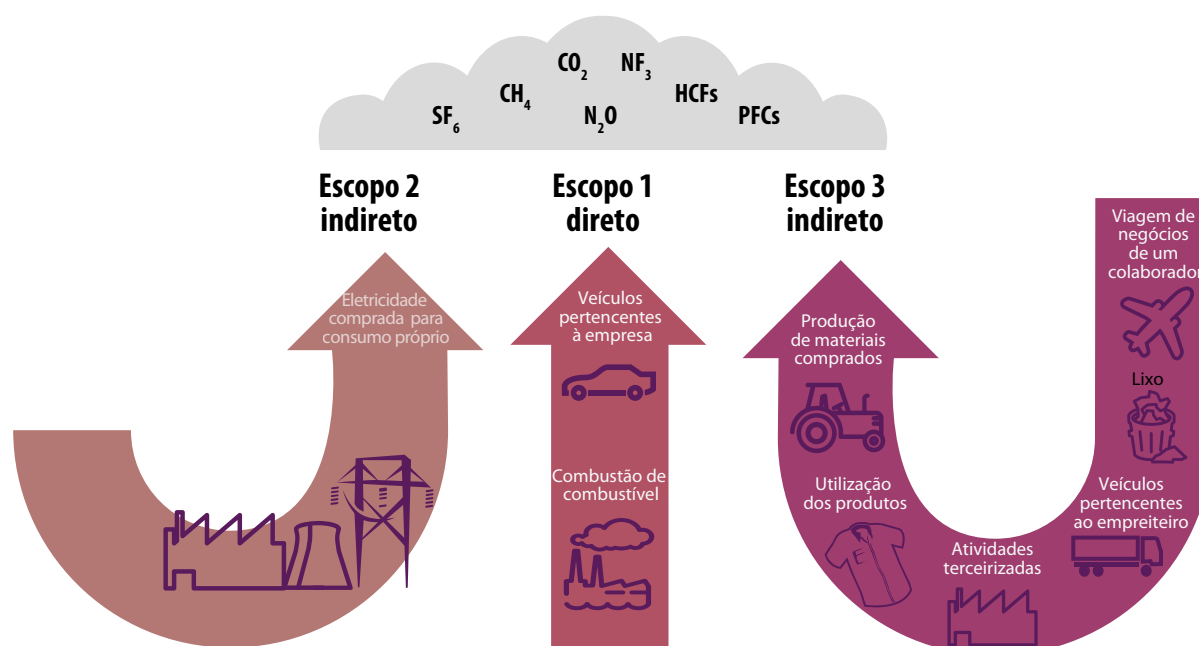 CO2 NF3
CH4 HCFs
SF6 N2O PFCs
Escopo 2
indireto
Escopo 1
direto
Escopo 3
indireto
Eletricidade
comprada para
consumo próprio
Veículos
pertencentes
à empresa
Combustão de
combustível
Produção
de materiais
comprados
Utilização
dos produtos
Atividades
terceirizadas
Viagem de
negócios
de um
colaborador
Lixo
Veículos
pertencentes
ao empreiteiro